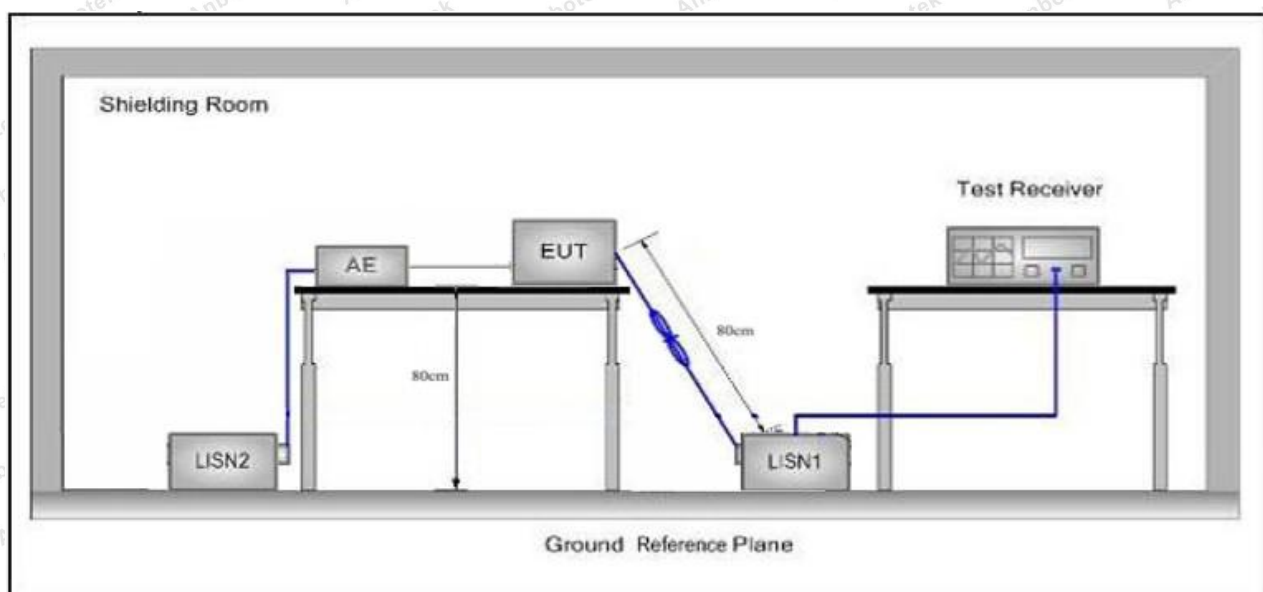 Shielding Room
Test Receiver
EUT
AE
80cm
80cm
LISN2
LISN1
Ground Reference Plane